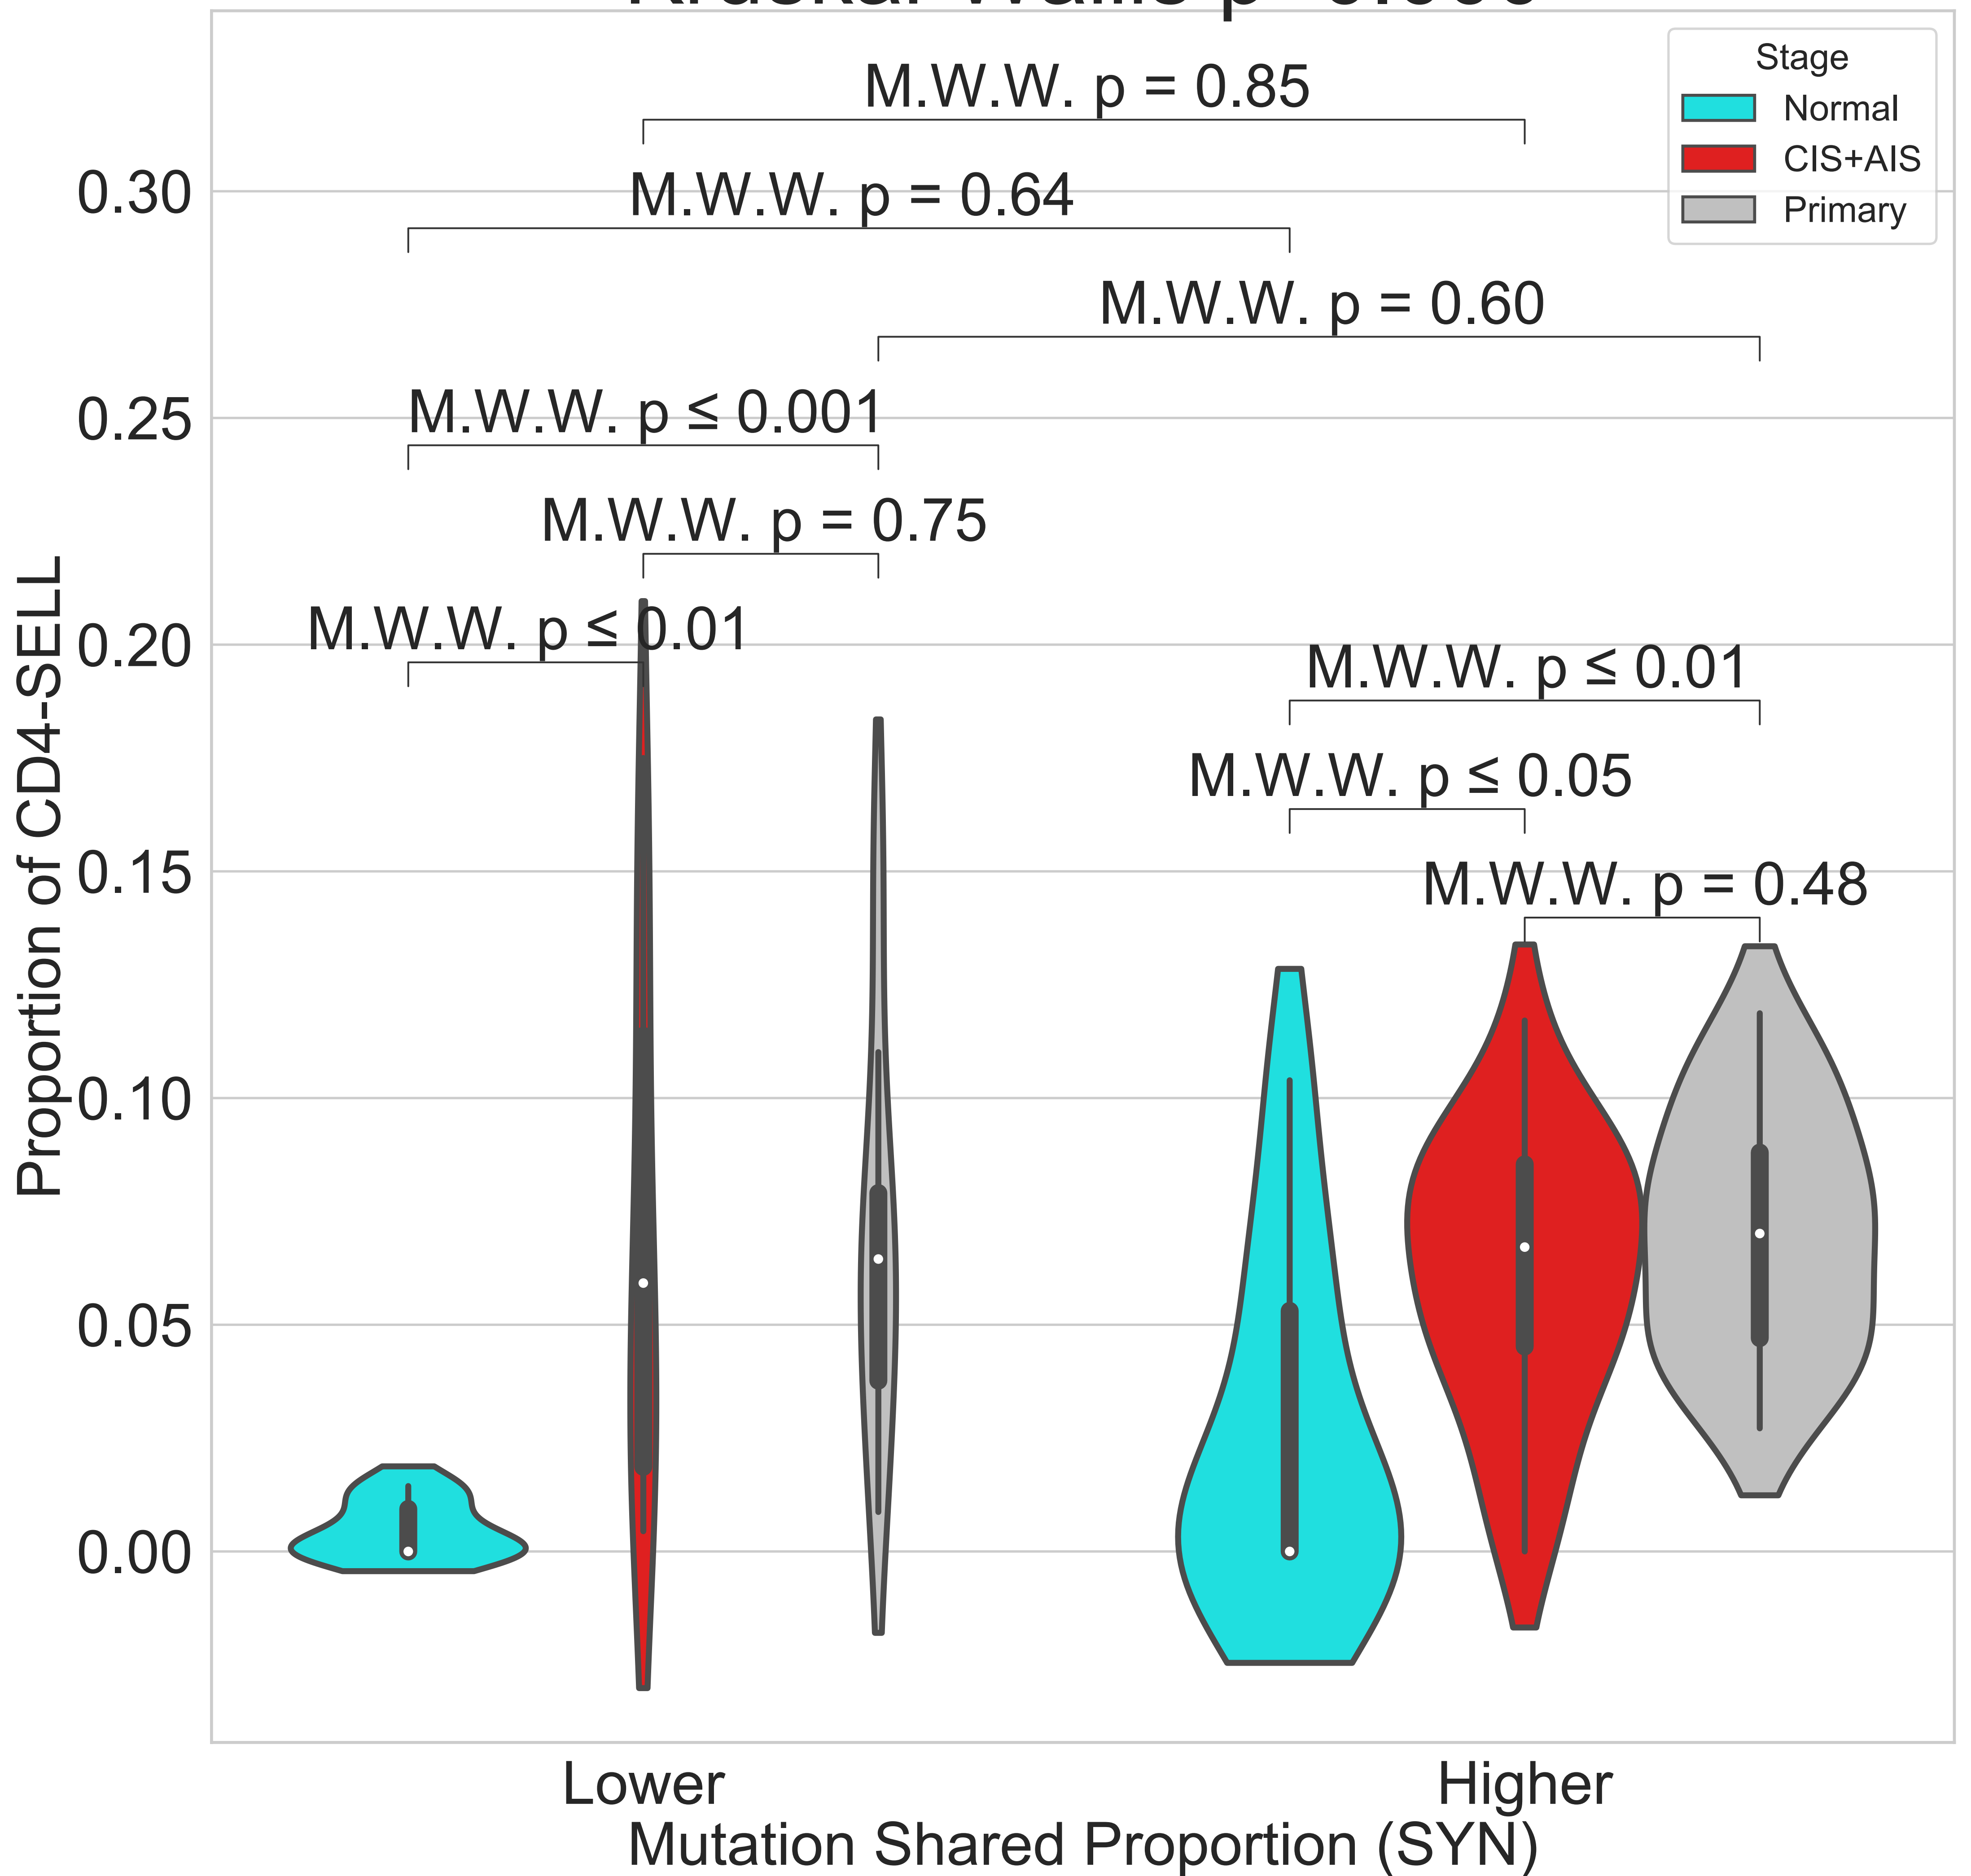 Stage
Normal
CIS+AIS
Primary
M.W.W. p = 0.85
M.W.W. p = 0.64
M.W.W. p = 0.60
M.W.W. p ≤ 0.001
M.W.W. p = 0.75
M.W.W. p ≤ 0.01
M.W.W. p ≤ 0.01
M.W.W. p ≤ 0.05
M.W.W. p = 0.48
0.30
0.25
0.20
0.15
0.10
0.05
0.00
Proportion of CD4-SELL
Lower
Higher
Mutation Shared Proportion (SYN)